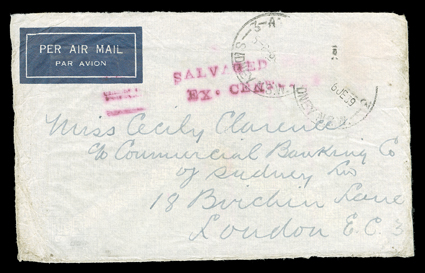 PER AIR MAIL
PAR AVION
SALVAGED
EX. CENT
Miss Cecily Clarence
c/o Commercial Banking Co
of Sydney Ltd
18 Birchin Lane
London E.C. 3